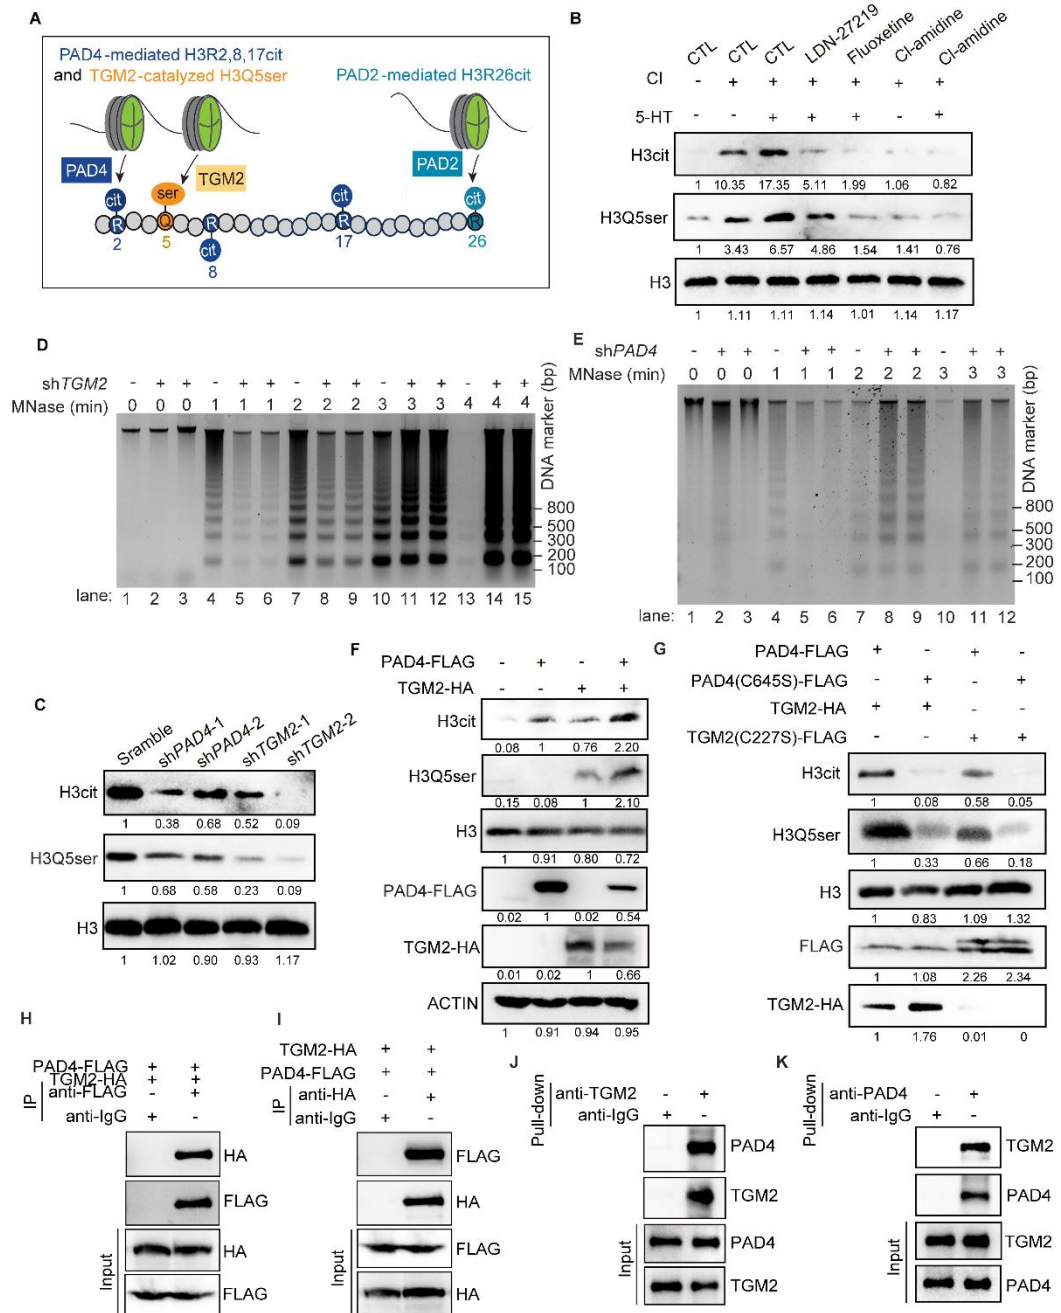 A
PAD4-mediated H3R2,8,17cit
and TGM2-catalyzed H3Q5ser
PAD2-mediated H3R26cit
PAD4
TGM2
PAD2
cit
ser
cit
cit
R
Q
R
R
R
2
5
cit
17
26
8
B
CTL
CTL
CTL
LDN-27219
Fluoxetine
Cl-amidine
Cl-amidine
CI - + + + + + +
5-HT - - + + + - +
H3cit
1 10.35 17.35 5.11 1.99 1.06 0.82
H3Q5ser
1 3.43 6.57 4.86 1.54 1.41 0.76
H3
1 1.11 1.11 1.14 1.01 1.14 1.17
D
shTGM2 - + + - + + - + + - + + - + +
MNase (min) 0 0 0 1 1 1 2 2 2 3 3 3 4 4 4
DNA marker (bp)
800
500
300
200
100
lane: 1 2 3 4 5 6 7 8 9 10 11 12 13 14 15
E
shPAD4 - + + - + + - + + - + +
MNase (min) 0 0 0 1 1 1 2 2 2 3 3 3
DNA marker (bp)
800
500
300
200
100
lane: 1 2 3 4 5 6 7 8 9 10 11 12
C
Sramble
shPAD4-1
shPAD4-2
shTGM2-1
shTGM2-2
H3cit
1 0.38 0.68 0.52 0.09
H3Q5ser
1 0.68 0.58 0.23 0.09
H3
1 1.02 0.90 0.93 1.17
F
PAD4-FLAG - + - +
TGM2-HA - - + +
H3cit
0.08 1 0.76 2.20
H3Q5ser
0.15 0.08 1 2.10
H3
1 0.91 0.80 0.72
PAD4-FLAG
0.02 1 0.02 0.54
TGM2-HA
0.01 0.02 1 0.66
ACTIN
1 0.91 0.94 0.95
G
PAD4-FLAG + - + -
PAD4(C645S)-FLAG - + - +
TGM2-HA + + - -
TGM2(C227S)-FLAG - - + +
H3cit
1 0.08 0.58 0.05
H3Q5ser
1 0.33 0.66 0.18
H3
1 0.83 1.09 1.32
FLAG
1 1.08 2.26 2.34
TGM2-HA
1 1.76 0.01 0
H
PAD4-FLAG + +
TGM2-HA + +
IP
anti-FLAG - +
anti-IgG + -
HA
FLAG
Input
HA
FLAG
I
TGM2-HA + +
PAD4-FLAG + +
IP
anti-HA - +
anti-IgG + -
FLAG
HA
Input
FLAG
HA
J
Pull-down
anti-TGM2 - +
anti-IgG + -
PAD4
TGM2
Input
PAD4
TGM2
K
Pull-down
anti-PAD4 - +
anti-IgG + -
TGM2
PAD4
Input
TGM2
PAD4